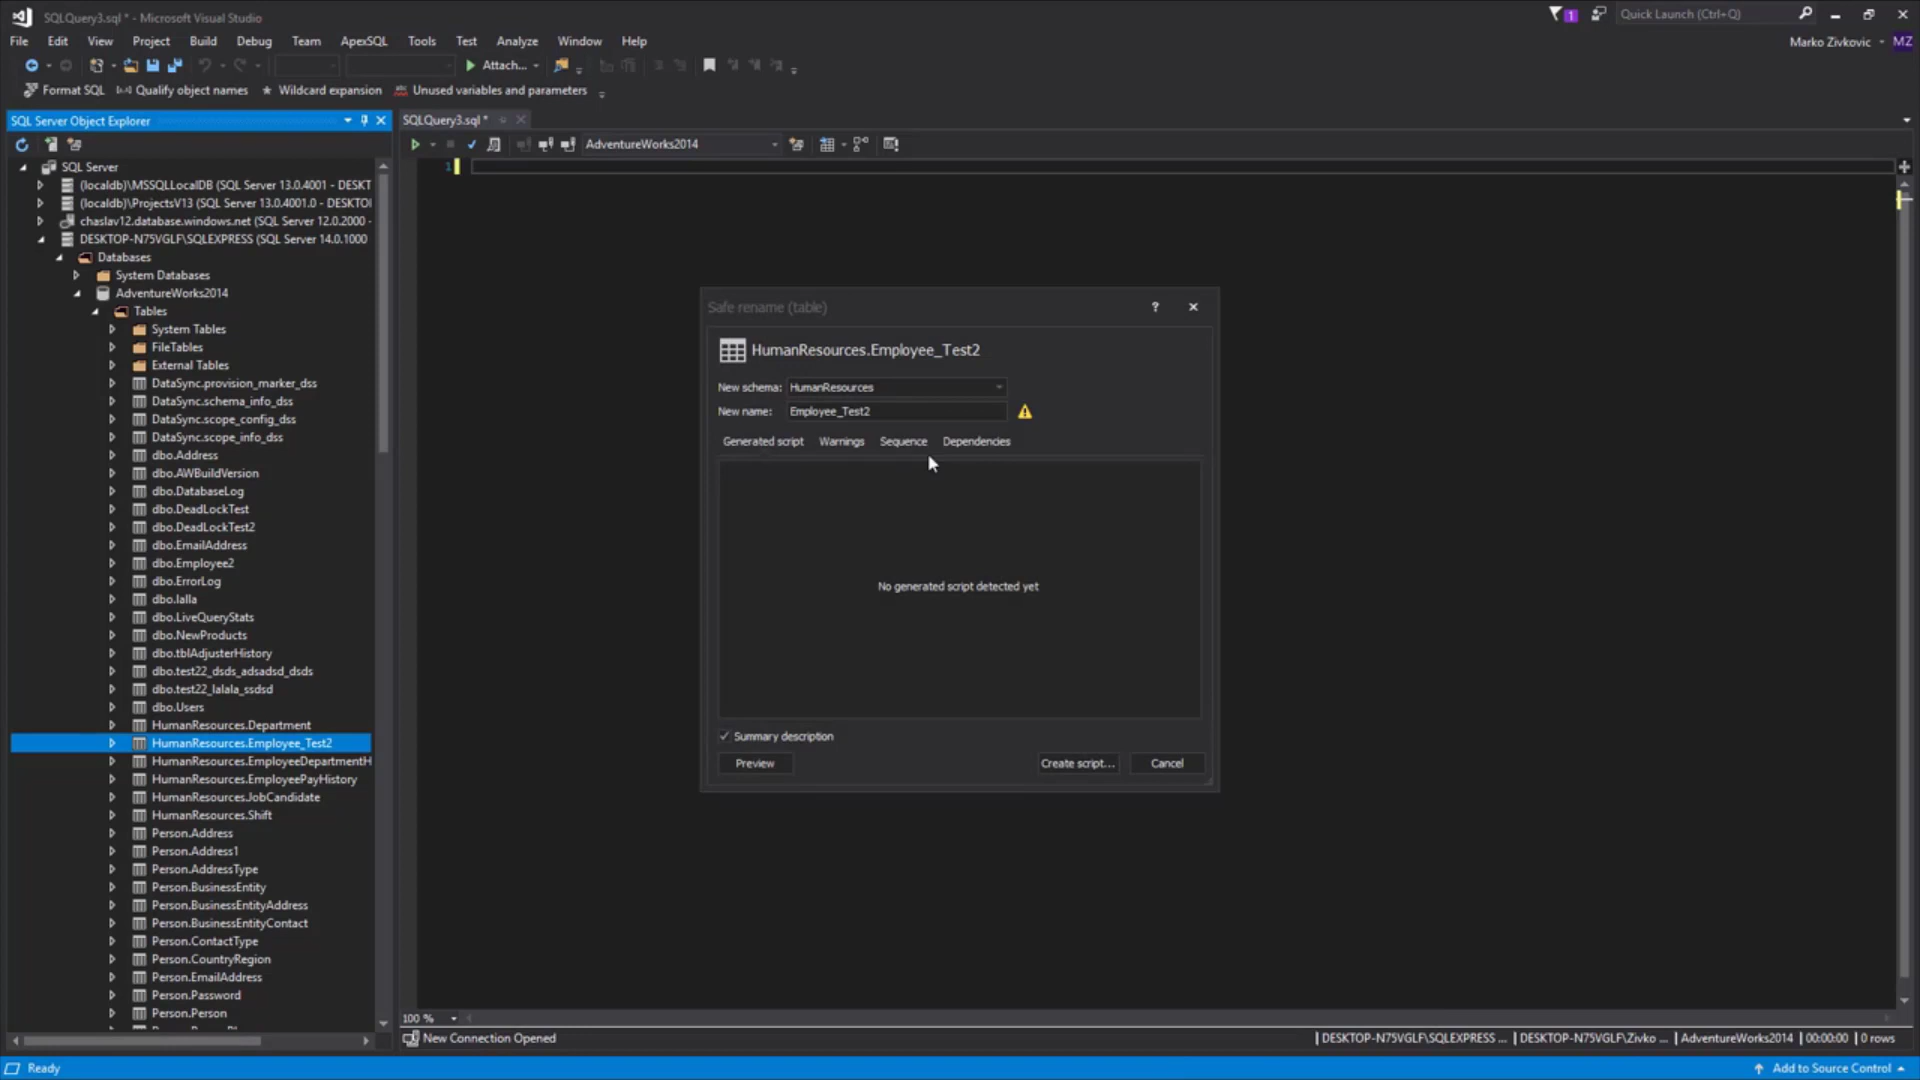 SQLQuery3.sql * - Microsoft Visual Studio
1
Quick Launch (Ctrl+Q)
File Edit View Project Build Debug Team ApexSQL Tools Test Analyze Window Help
Marko Zivkovic MZ
Attach...
Format SQL Qualify object names Wildcard expansion Unused variables and parameters
SQL Server Object Explorer
SQLQuery3.sql *
AdventureWorks2014
1
SQL Server
(localdb)\MSSQLLocalDB (SQL Server 13.0.4001 - DESKT
(localdb)\ProjectsV13 (SQL Server 13.0.4001.0 - DESKTO
chaslav12.database.windows.net (SQL Server 12.0.2000 -
DESKTOP-N75VGLF\SQLEXPRESS (SQL Server 14.0.1000
Databases
System Databases
AdventureWorks2014
Tables
System Tables
FileTables
External Tables
DataSync.provision_marker_dss
DataSync.schema_info_dss
DataSync.scope_config_dss
DataSync.scope_info_dss
dbo.Address
dbo.AWBuildVersion
dbo.DatabaseLog
dbo.DeadLockTest
dbo.DeadLockTest2
dbo.EmailAddress
dbo.Employee2
dbo.ErrorLog
dbo.lalla
dbo.LiveQueryStats
dbo.NewProducts
dbo.tblAdjusterHistory
dbo.test22_dsds_adsadsd_dsds
dbo.test22_lalala_ssdsd
dbo.Users
HumanResources.Department
HumanResources.Employee_Test2
HumanResources.EmployeeDepartmentH
HumanResources.EmployeePayHistory
HumanResources.JobCandidate
HumanResources.Shift
Person.Address
Person.Address1
Person.AddressType
Person.BusinessEntity
Person.BusinessEntityAddress
Person.BusinessEntityContact
Person.ContactType
Person.CountryRegion
Person.EmailAddress
Person.Password
Person.Person
Safe rename (table)
?
HumanResources.Employee_Test2
New schema: HumanResources
New name: Employee_Test2
Generated script Warnings Sequence Dependencies
No generated script detected yet
Summary description
Preview Create script... Cancel
100 %
New Connection Opened
DESKTOP-N75VGLF\SQLEXPRESS ... DESKTOP-N75VGLF\Zivko ... AdventureWorks2014 00:00:00 0 rows
Ready
Add to Source Control